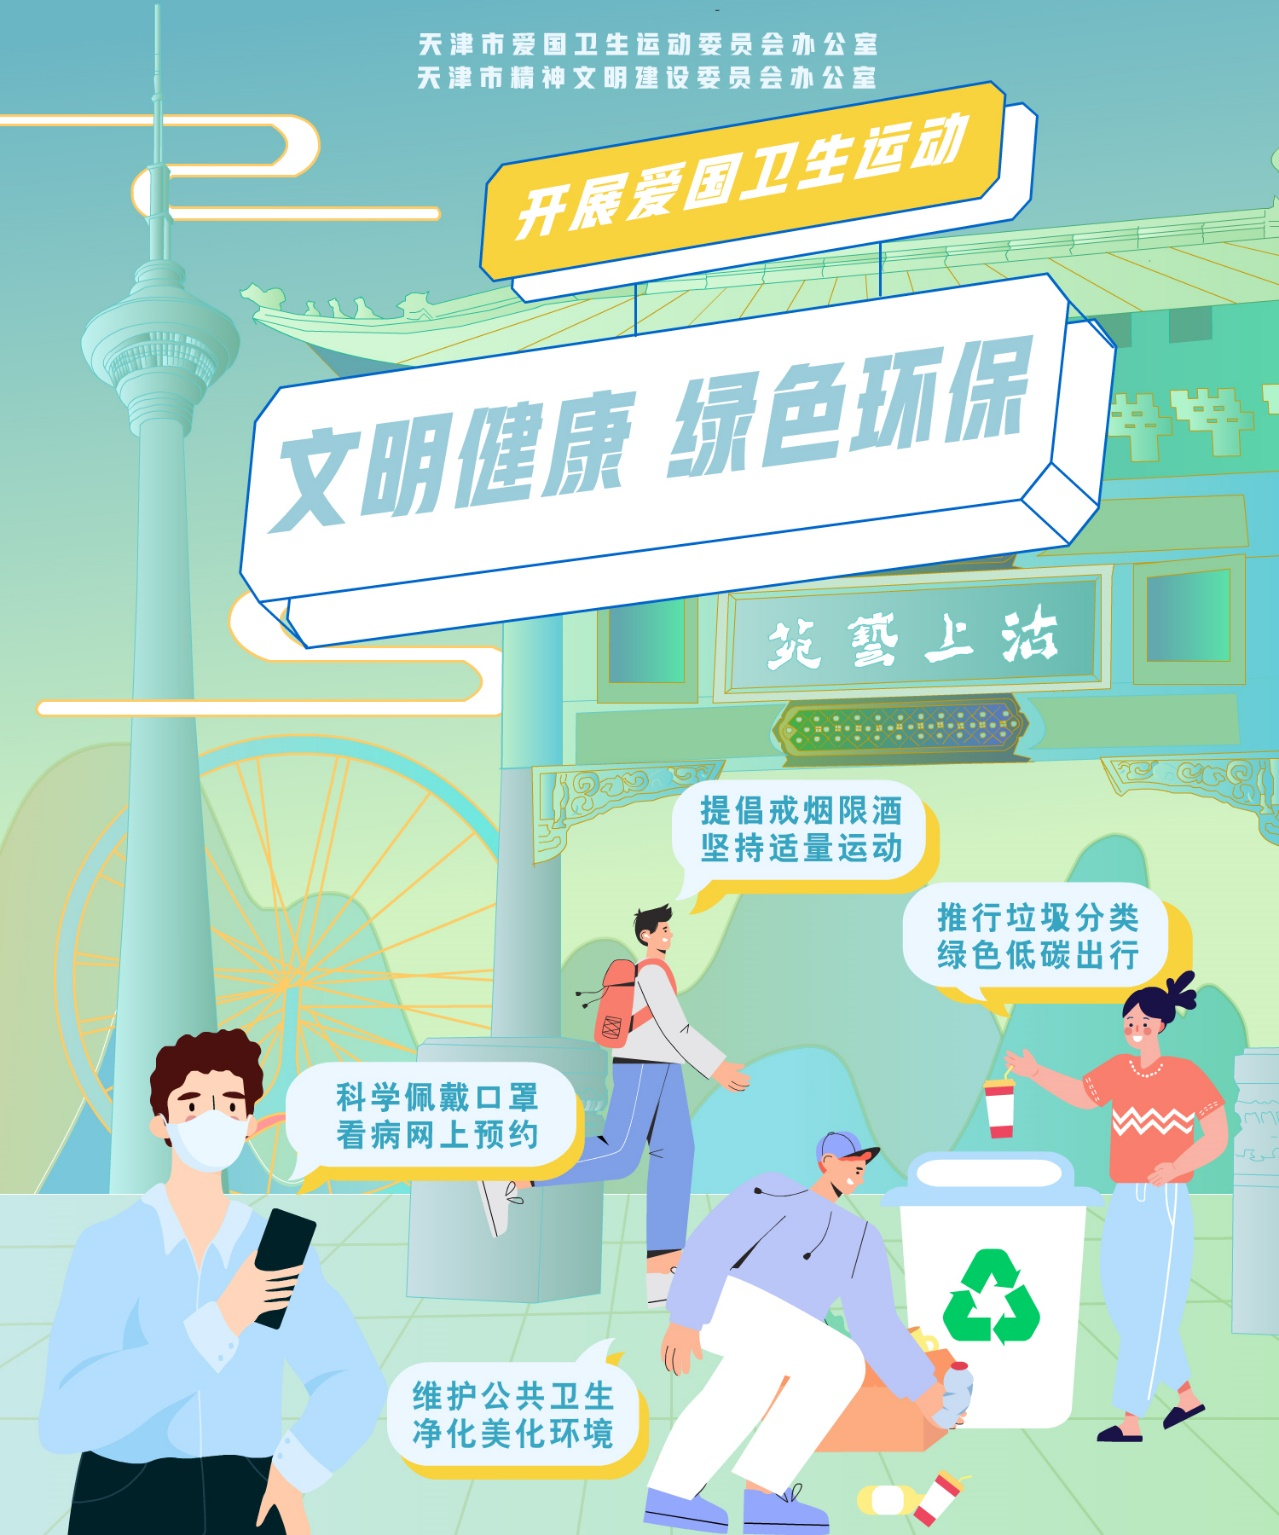 天津市爱国卫生运动委员会办公室
天津市精神文明建设委员会办公室
开展爱国卫生运动
文明健康 绿色环保
苑藝上沽
提倡戒烟限酒
坚持适量运动
推行垃圾分类
绿色低碳出行
科学佩戴口罩
看病网上预约
维护公共卫生
净化美化环境